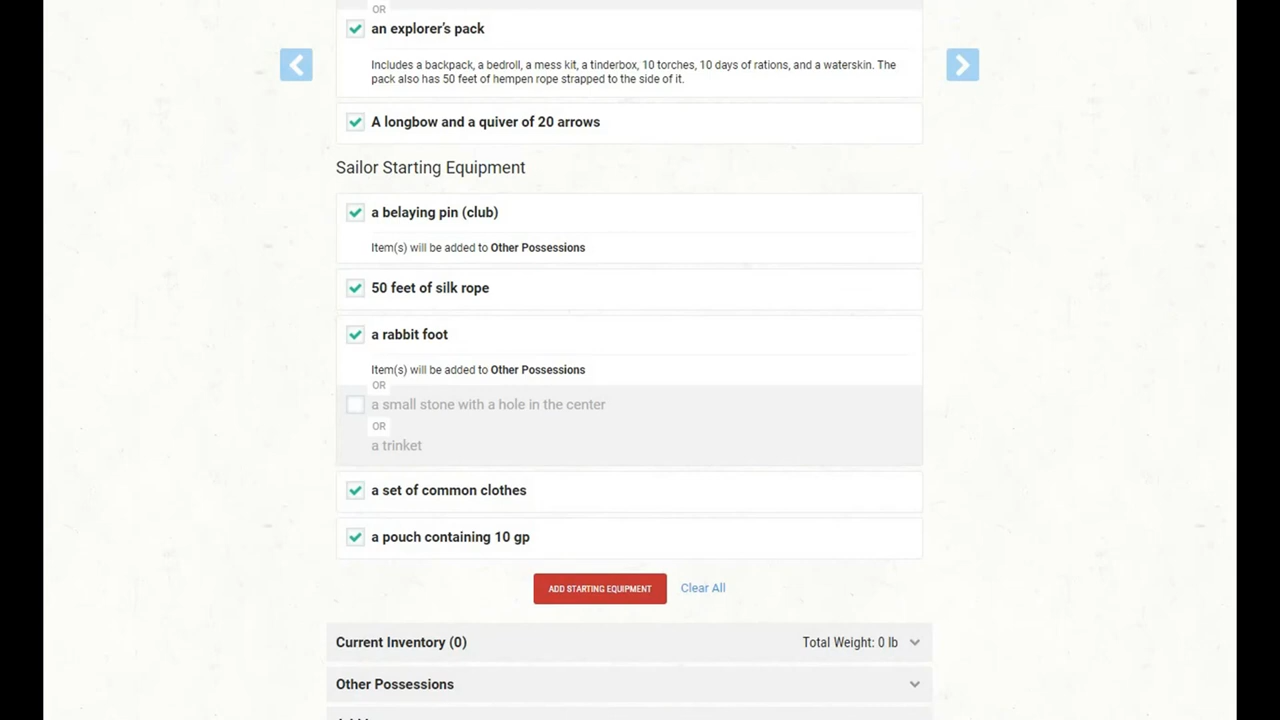 OR
an explorer's pack
Includes a backpack, a bedroll, a mess kit, a tinderbox, 10 torches, 10 days of rations, and a waterskin. The
pack also has 50 feet of hempen rope strapped to the side of it.
A longbow and a quiver of 20 arrows
Sailor Starting Equipment
a belaying pin (club)
Item(s) will be added to Other Possessions
50 feet of silk rope
a rabbit foot
Item(s) will be added to Other Possessions
OR
a small stone with a hole in the center
OR
a trinket
a set of common clothes
a pouch containing 10 gp
ADD STARTING EQUIPMENT Clear All
Current Inventory (0) Total Weight: 0 lb
Other Possessions